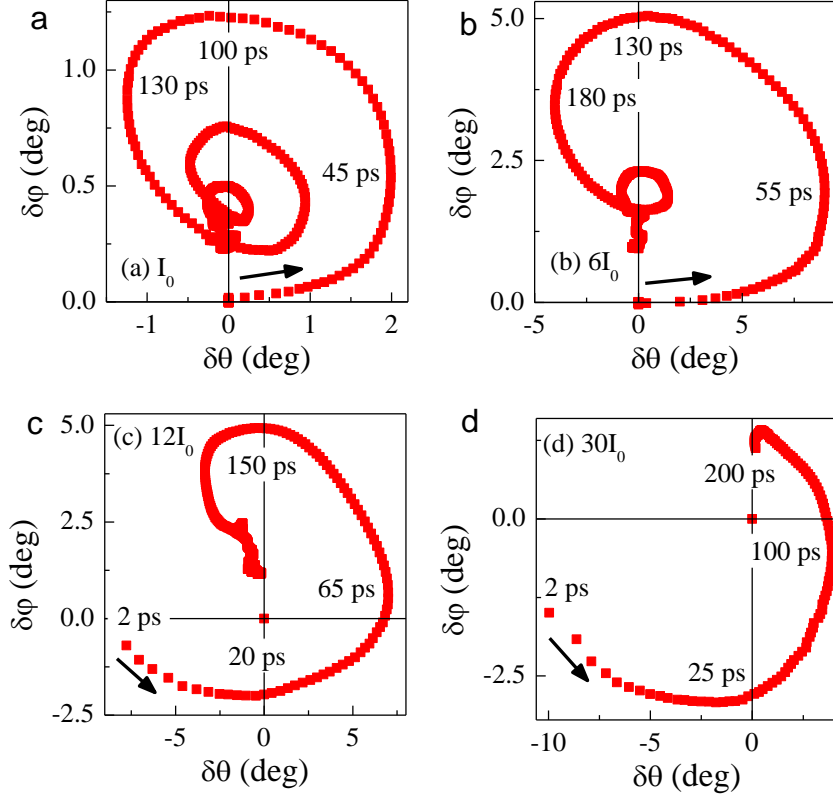 a
1.0
0.5
0.0
δφ (deg)
100 ps
130 ps
45 ps
(a) I0
-1 0 1 2
δθ (deg)
b
5.0
2.5
0.0
δφ (deg)
130 ps
180 ps
55 ps
(b) 6I0
-5 0 5
δθ (deg)
c
5.0
2.5
0.0
-2.5
δφ (deg)
(c) 12I0
150 ps
65 ps
2 ps
20 ps
-5 0 5
δθ (deg)
d
0.0
-2.5
δφ (deg)
(d) 30I0
200 ps
100 ps
2 ps
25 ps
-10 -5 0
δθ (deg)